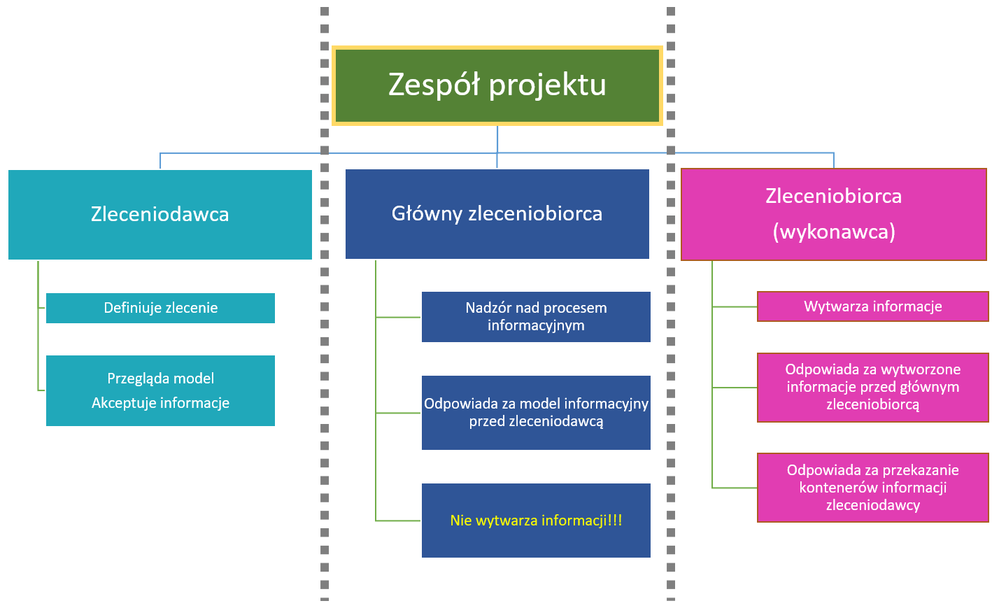 Zespół projektu
Zleceniodawca
Definiuje zlecenie
Przegląda model
Akceptuje informacje
Główny zleceniobiorca
Nadzór nad procesem
informacyjnym
Odpowiada za model informacyjny
przed zleceniodawcą
Nie wytwarza informacji!!!
Zleceniobiorca
(wykonawca)
Wytwarza informacje
Odpowiada za wytworzone
informacje przed głównym
zleceniobiorcą
Odpowiada za przekazanie
kontenerów informacji
zleceniodawcy